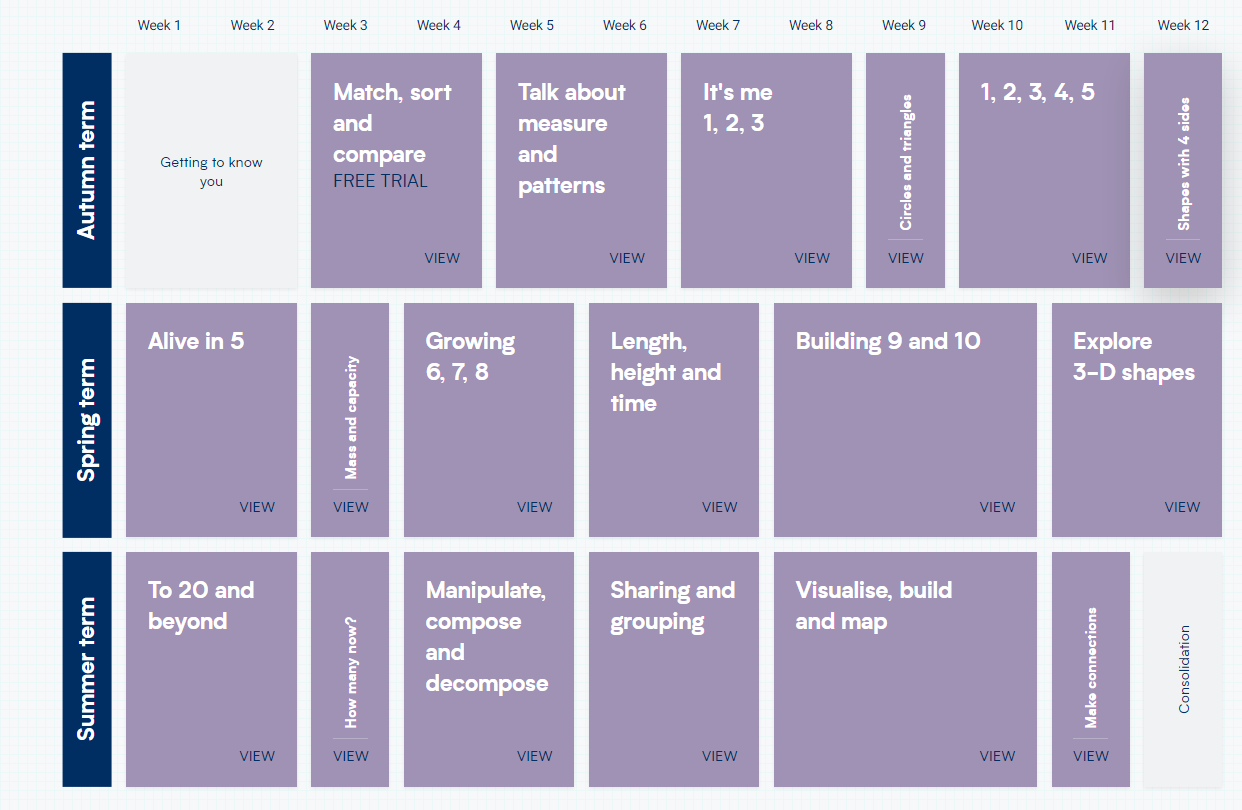 Week 1 Week 2 Week 3 Week 4 Week 5 Week 6 Week 7 Week 8 Week 9 Week 10 Week 11 Week 12
Autumn term
Getting to know
you
Match, sort
and
compare
FREE TRIAL
VIEW
Talk about
measure
and
patterns
VIEW
It's me
1, 2, 3
VIEW
Circles and triangles
VIEW
1, 2, 3, 4, 5
VIEW
Shapes with 4 sides
VIEW
Spring term
Alive in 5
VIEW
Mass and capacity
VIEW
Growing
6, 7, 8
VIEW
Length,
height and
time
VIEW
Building 9 and 10
VIEW
Explore
3-D shapes
VIEW
Summer term
To 20 and
beyond
VIEW
How many now?
VIEW
Manipulate,
compose
and
decompose
VIEW
Sharing and
grouping
VIEW
Visualise, build
and map
VIEW
Make connections
VIEW
Consolidation